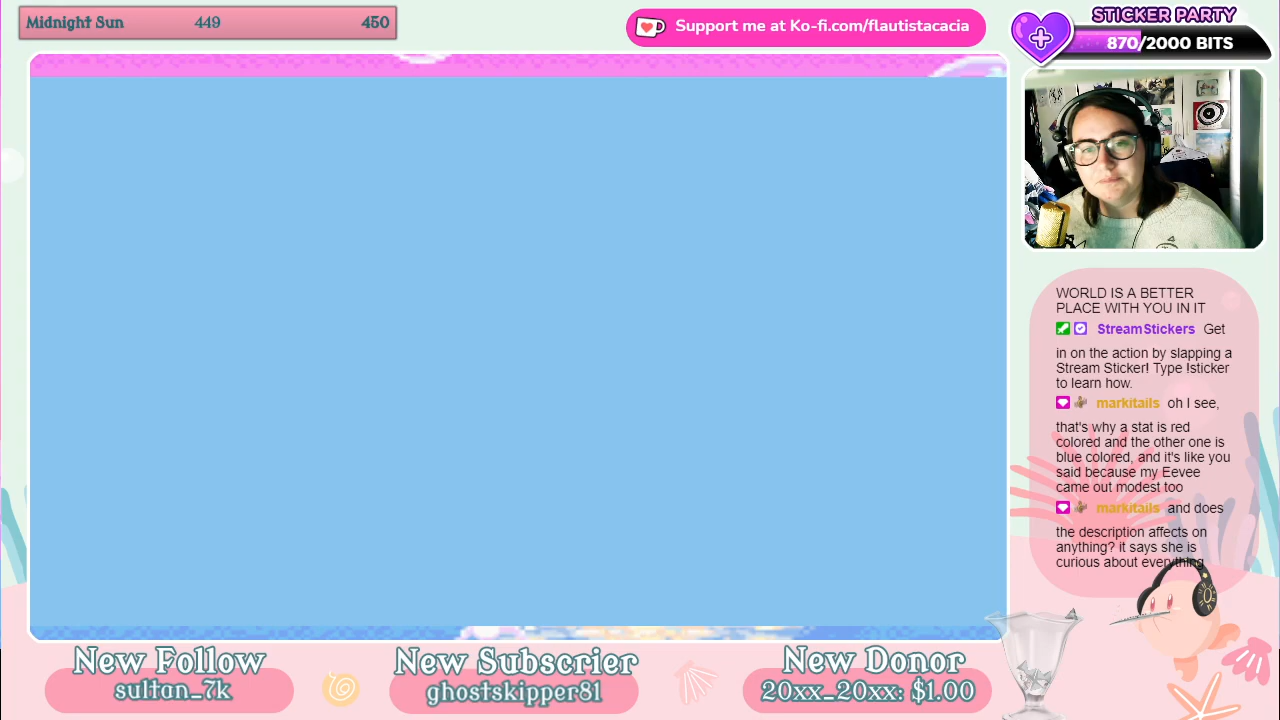 Midnight Sun 449 450
Support me at Ko-fi.com/flautistacacia
STICKER PARTY
870/2000 BITS
WORLD IS A BETTER
PLACE WITH YOU IN IT
StreamStickers Get
in on the action by slapping a
Stream Sticker! Type !sticker
to learn how.
markitails oh I see,
that's why a stat is red
colored and the other one is
blue colored, and it's like you
said because my Eevee
came out modest too
markitails and does
the description affects on
anything? it says she is
curious about everything
New Follow
sultan_7k
New Subscrier
ghostskipper81
New Donor
20xx_20xx: $1.00